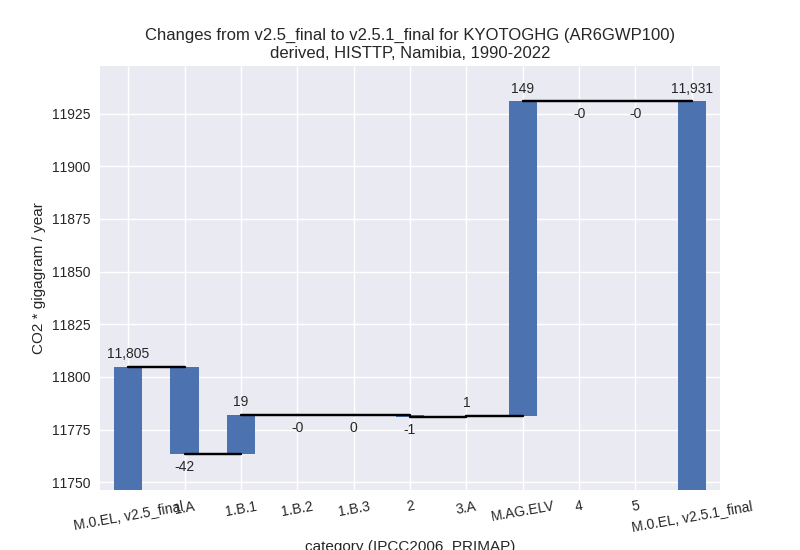 Changes from v2.5_final to v2.5.1_final for KYOTOGHG (AR6GWP100)
derived, HISTTP, Namibia, 1990-2022
CO2 * gigagram / year
11925
11900
11875
11850
11825
11800
11775
11750
11,805
-42
19
-0
0
-1
1
149
-0
-0
11,931
M.0.EL, v2.5_final
1.A
1.B.1
1.B.2
1.B.3
2
3.A
M.AG.ELV
4
5
M.0.EL, v2.5.1_final
category (IPCC2006_PRIMAP)